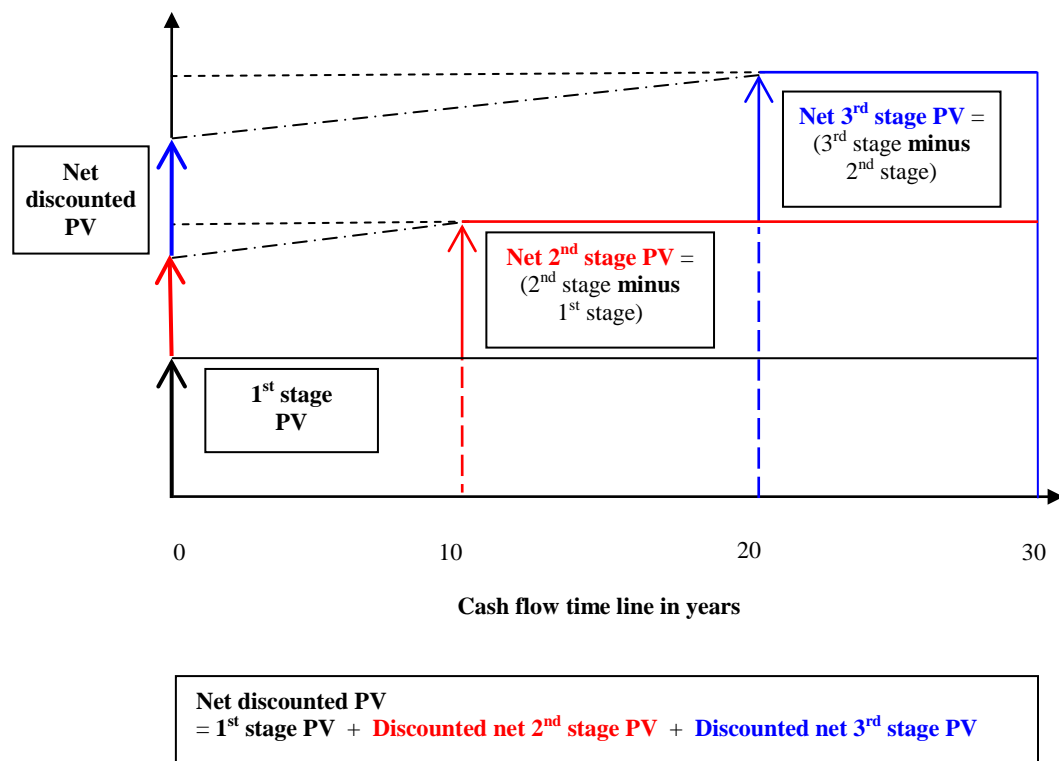 Net
discounted
PV
Net 3rd stage PV =
(3rd stage minus
2nd stage)
Net 2nd stage PV =
(2nd stage minus
1st stage)
1st stage
PV
0 10 20 30
Cash flow time line in years
Net discounted PV
= 1st stage PV + Discounted net 2nd stage PV + Discounted net 3rd stage PV